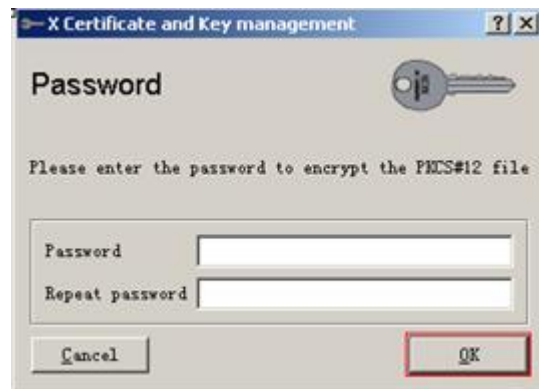 X Certificate and Key management
Password
Please enter the password to encrypt the PKCS#12 file
Password
Repeat password
Cancel
OK